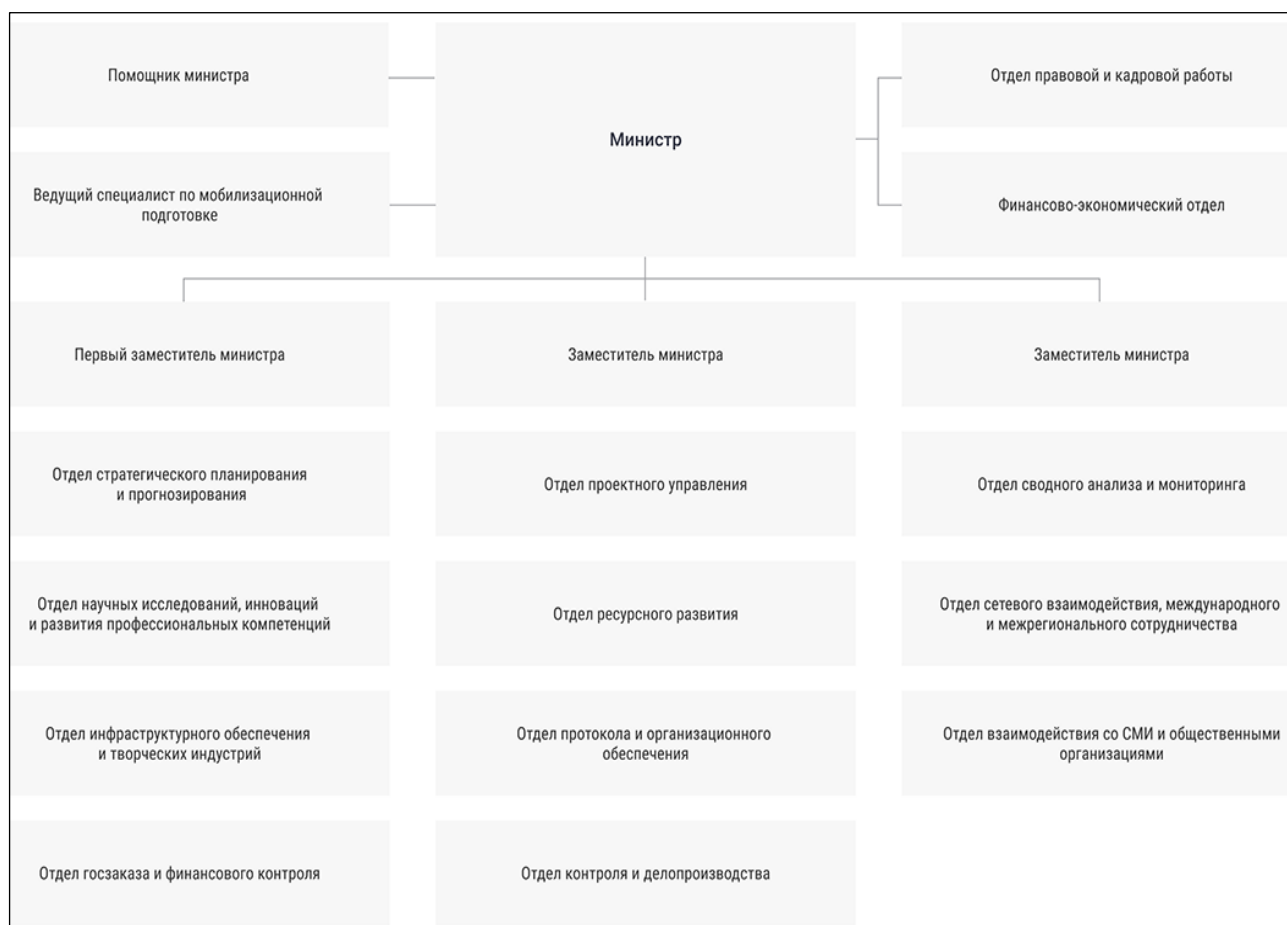 Помощник министра
Министр
Отдел правовой и кадровой работы
Ведущий специалист по мобилизационной
подготовке
Финансово-экономический отдел
Первый заместитель министра
Заместитель министра
Заместитель министра
Отдел стратегического планирования
и прогнозирования
Отдел проектного управления
Отдел сводного анализа и мониторинга
Отдел научных исследований, инноваций
и развития профессиональных компетенций
Отдел ресурсного развития
Отдел сетевого взаимодействия, международного
и межрегионального сотрудничества
Отдел инфраструктурного обеспечения
и творческих индустрий
Отдел протокола и организационного
обеспечения
Отдел взаимодействия со СМИ и общественными
организациями
Отдел госзаказа и финансового контроля
Отдел контроля и делопроизводства